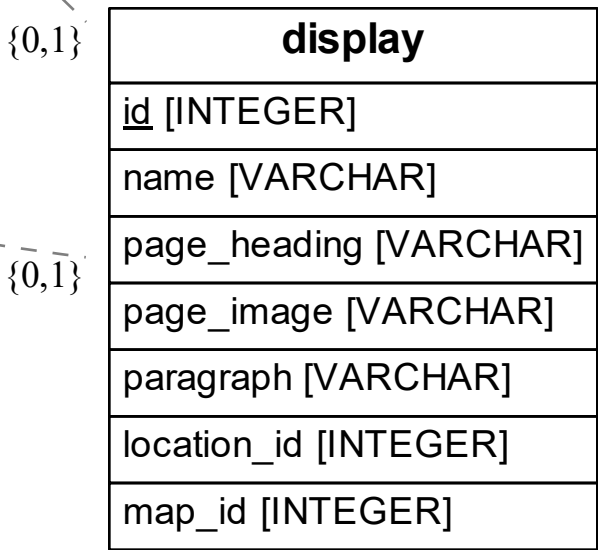 {0,1}
display
id [INTEGER]
name [VARCHAR]
page_heading [VARCHAR]
{0,1}
page_image [VARCHAR]
paragraph [VARCHAR]
location_id [INTEGER]
map_id [INTEGER]